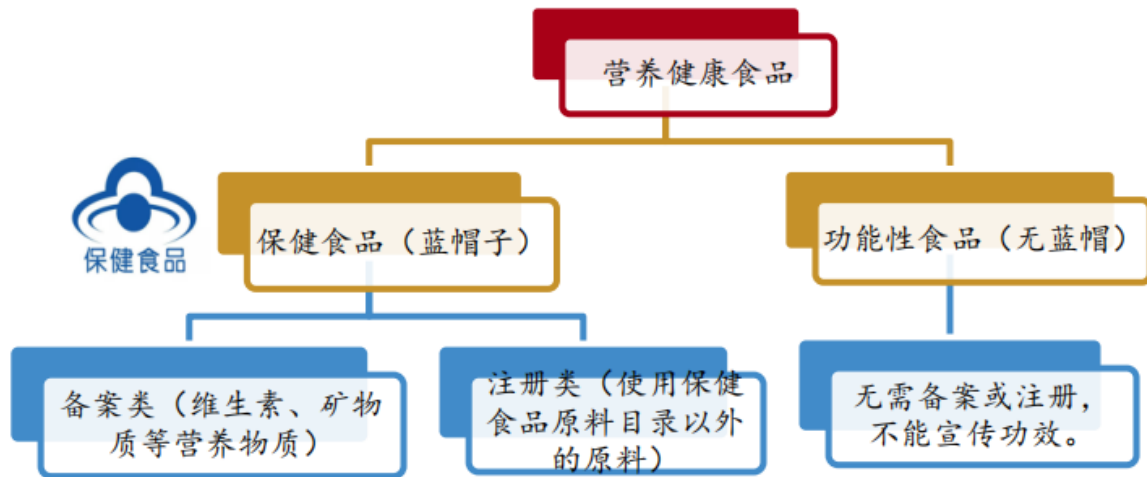 营养健康食品
保健食品
保健食品（蓝帽子）
功能性食品（无蓝帽）
备案类（维生素、矿物
质等营养物质）
注册类（使用保健
食品原料目录以外
的原料）
无需备案或注册，
不能宣传功效。